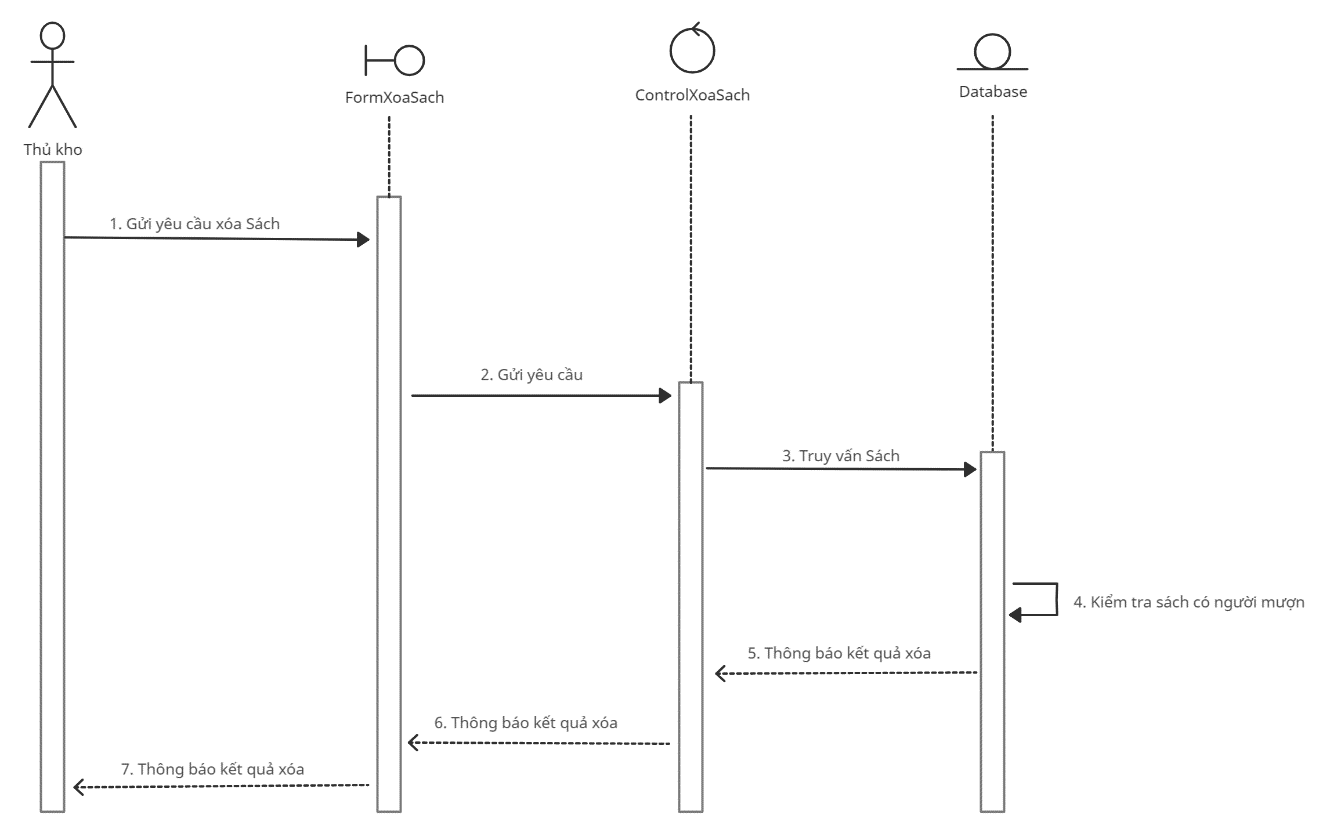 FormXoaSach
ControlXoaSach
Database
Thủ kho
1. Gửi yêu cầu xóa Sách
2. Gửi yêu cầu
3. Truy vấn Sách
4. Kiểm tra sách có người mượn
5. Thông báo kết quả xóa
6. Thông báo kết quả xóa
7. Thông báo kết quả xóa